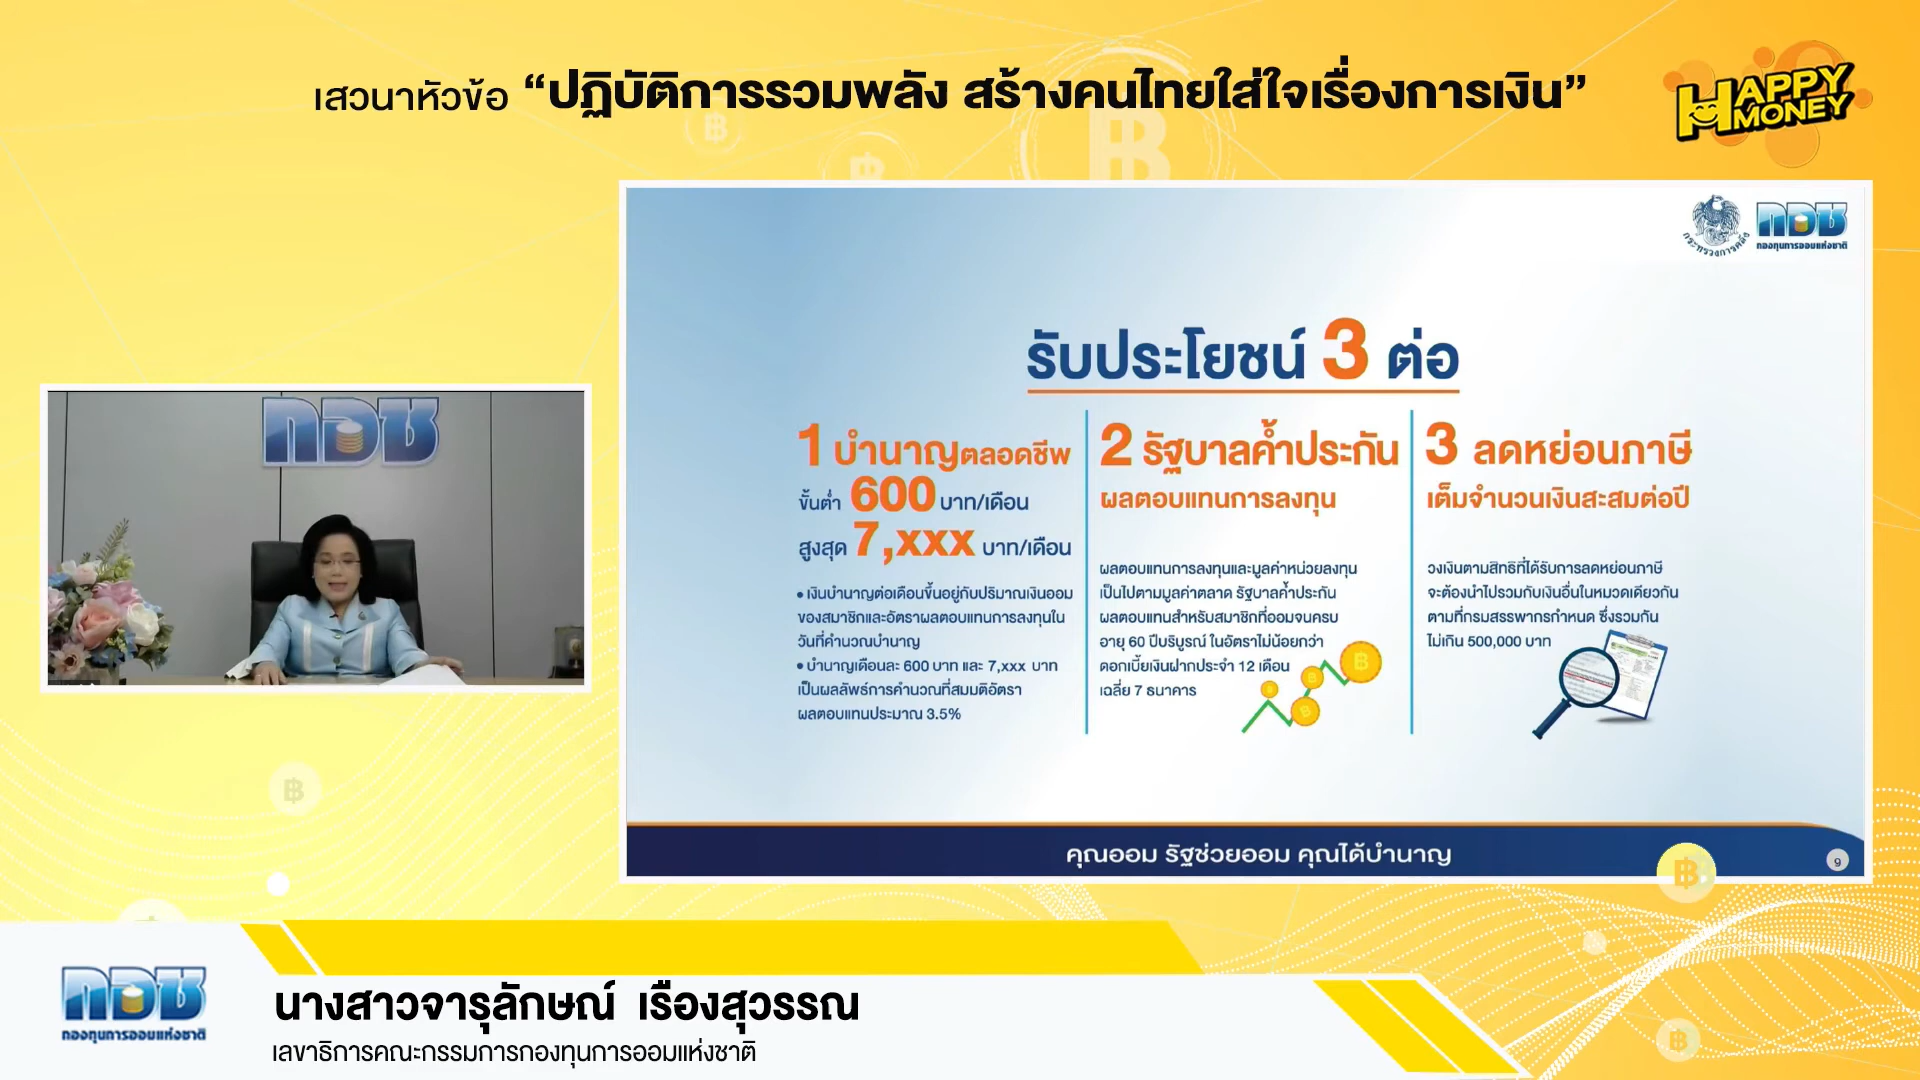 เสวนาหัวข้อ “ปฏิบัติการรวมพลัง สร้างคนไทยใส่ใจเรื่องการเงิน”
HAPPY
MONEY
กระทรวงการคลัง
กอช
กองทุนการออมแห่งชาติ
รับประโยชน์ 3 ต่อ
1 บำนาญตลอดชีพ
ขั้นต่ำ 600 บาท/เดือน
สูงสุด 7,xxx บาท/เดือน
• เงินบำนาญต่อเดือนขึ้นอยู่กับปริมาณเงินออม
ของสมาชิกและอัตราผลตอบแทนการลงทุนใน
วันที่คำนวณบำนาญ
• บำนาญเดือนละ 600 บาท และ 7,xxx บาท
เป็นผลลัพธ์การคำนวณที่สมมติอัตรา
ผลตอบแทนประมาณ 3.5%
2 รัฐบาลค้ำประกัน
ผลตอบแทนการลงทุน
ผลตอบแทนการลงทุนและมูลค่าหน่วยลงทุน
เป็นไปตามมูลค่าตลาด รัฐบาลค้ำประกัน
ผลตอบแทนสำหรับสมาชิกที่ออมจนครบ
อายุ 60 ปีบริบูรณ์ ในอัตราไม่น้อยกว่า
ดอกเบี้ยเงินฝากประจำ 12 เดือน
เฉลี่ย 7 ธนาคาร
3 ลดหย่อนภาษี
เต็มจำนวนเงินสะสมต่อปี
วงเงินตามสิทธิที่ได้รับการลดหย่อนภาษี
จะต้องนำไปรวมกับเงินอื่นในหมวดเดียวกัน
ตามที่กรมสรรพากรกำหนด ซึ่งรวมกัน
ไม่เกิน 500,000 บาท
คุณออม รัฐช่วยออม คุณได้บำนาญ
9
กอช
กอช
กองทุนการออมแห่งชาติ
นางสาวจารุลักษณ์ เรืองสุวรรณ
เลขาธิการคณะกรรมการกองทุนการออมแห่งชาติ